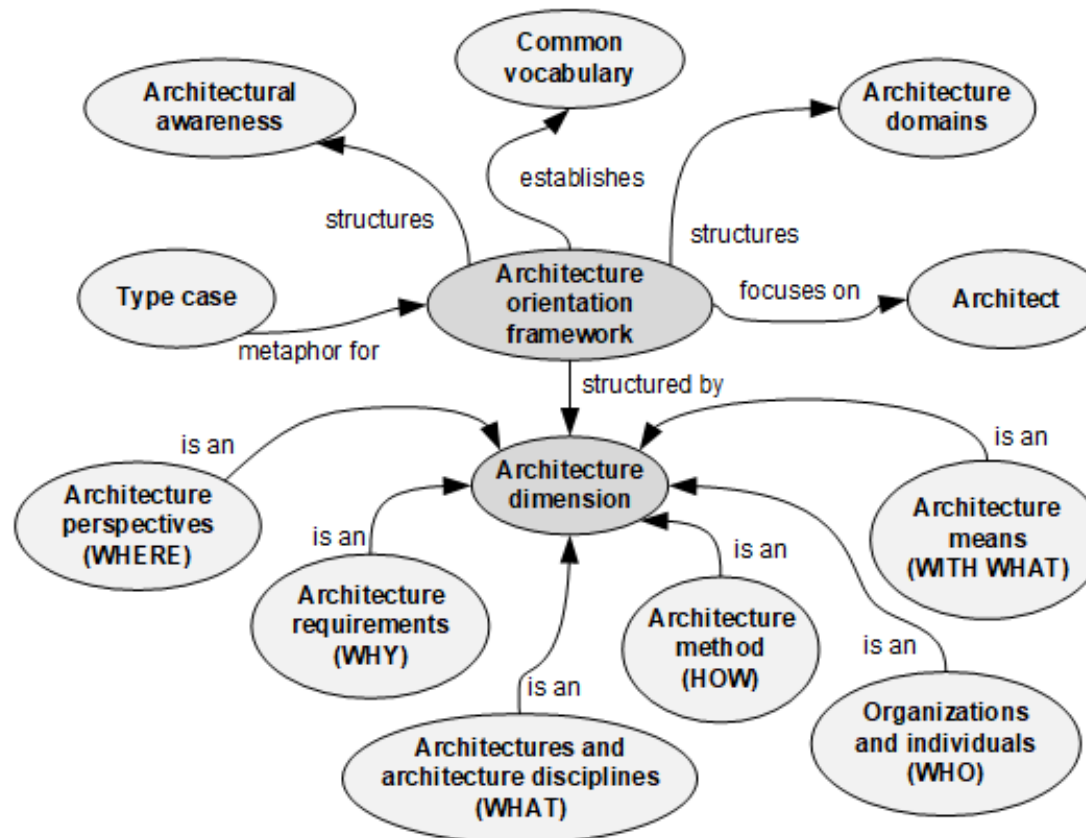 Common
vocabulary
Architectural
awareness
Architecture
domains
establishes
structures
structures
Type case
Architecture
orientation
framework
focuses on
Architect
metaphor for
structured by
is an
is an
Architecture
dimension
Architecture
perspectives
(WHERE)
Architecture
means
(WITH WHAT)
is an
is an
Architecture
requirements
(WHY)
Architecture
method
(HOW)
is an
is an
Organizations
and individuals
(WHO)
Architectures and
architecture disciplines
(WHAT)